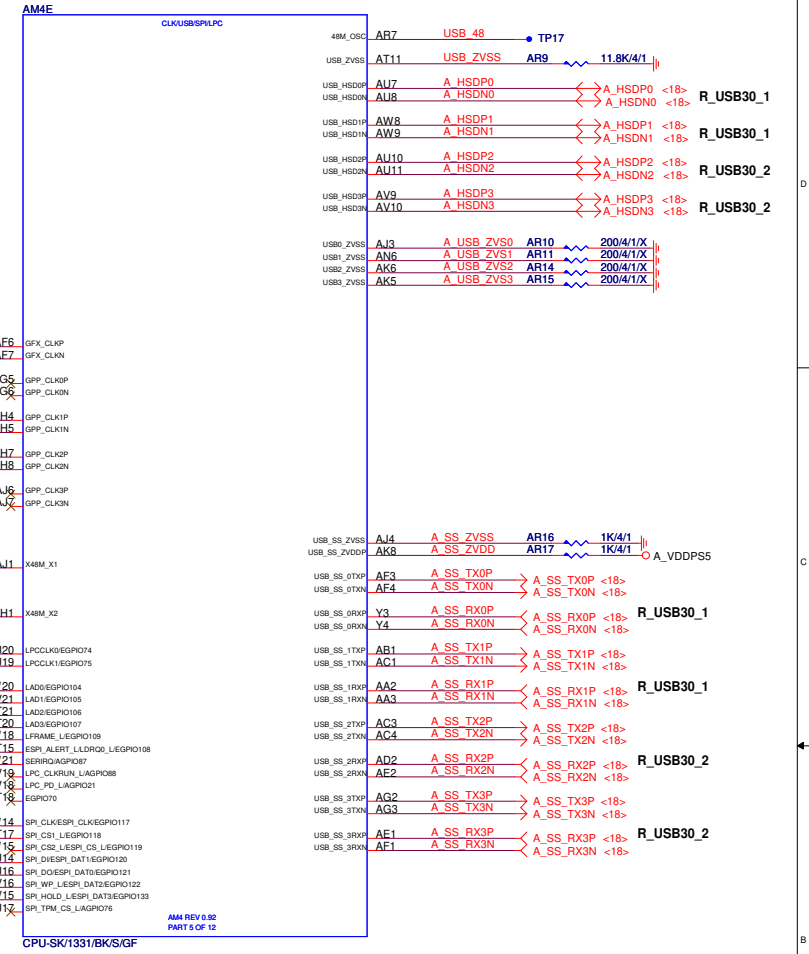 AM4E
CLK/USB/SPI/LPC
48M_OSC AR7 USB_48 TP17
USB_ZVSS AT11 USB_ZVSS AR9 11.8K/4/1
USB_HSD0P AU7 A_HSDP0 A_HSDP0 <18>
USB_HSD0N AU8 A_HSDN0 A_HSDN0 <18> R_USB30_1
USB_HSD1P AW8 A_HSDP1 A_HSDP1 <18>
USB_HSD1N AW9 A_HSDN1 A_HSDN1 <18> R_USB30_1
USB_HSD2P AU10 A_HSDP2 A_HSDP2 <18>
USB_HSD2N AU11 A_HSDN2 A_HSDN2 <18> R_USB30_2
D
USB_HSD3P AV9 A_HSDP3 A_HSDP3 <18>
USB_HSD3N AV10 A_HSDN3 A_HSDN3 <18> R_USB30_2
USB0_ZVSS AJ3 A_USB_ZVS0 AR10 200/4/1/X
USB1_ZVSS AN6 A_USB_ZVS1 AR11 200/4/1/X
USB2_ZVSS AK6 A_USB_ZVS2 AR14 200/4/1/X
USB3_ZVSS AK5 A_USB_ZVS3 AR15 200/4/1/X
GFX_CLKP
GFX_CLKN
GPP_CLK0P
GPP_CLK0N
H4 GPP_CLK1P
H5 GPP_CLK1N
H7 GPP_CLK2P
H8 GPP_CLK2N
GPP_CLK3P
GPP_CLK3N
USB_SS_ZVSS AJ4 A_SS_ZVSS AR16 1K/4/1
USB_SS_ZVDDP AK8 A_SS_ZVDD AR17 1K/4/1 A_VDDPS5
C
X48M_X1
USB_SS_0TXP AF3 A_SS_TX0P A_SS_TX0P <18>
USB_SS_0TXN AF4 A_SS_TX0N A_SS_TX0N <18>
H1 X48M_X2
USB_SS_0RXP Y3 A_SS_RX0P A_SS_RX0P <18> R_USB30_1
USB_SS_0RXN Y4 A_SS_RX0N A_SS_RX0N <18>
LPCCLK0/EGPIO74 USB_SS_1TXP AB1 A_SS_TX1P A_SS_TX1P <18>
LPCCLK1/EGPIO75 USB_SS_1TXN AC1 A_SS_TX1N A_SS_TX1N <18>
LAD0/EGPIO104 USB_SS_1RXP AA2 A_SS_RX1P A_SS_RX1P <18> R_USB30_1
LAD1/EGPIO105 USB_SS_1RXN AA3 A_SS_RX1N A_SS_RX1N <18>
LAD2/EGPIO106
LAD3/EGPIO107 USB_SS_2TXP AC3 A_SS_TX2P A_SS_TX2P <18>
LFRAME_L/EGPIO109 USB_SS_2TXN AC4 A_SS_TX2N A_SS_TX2N <18>
ESPI_ALERT_L/LDRQ0_L/EGPIO108
SERIRQ/AGPIO87 USB_SS_2RXP AD2 A_SS_RX2P A_SS_RX2P <18> R_USB30_2
LPC_CLKRUN_L/AGPIO88 USB_SS_2RXN AE2 A_SS_RX2N A_SS_RX2N <18>
LPC_PD_L/AGPIO21
EGPIO70 USB_SS_3TXP AG2 A_SS_TX3P A_SS_TX3P <18>
USB_SS_3TXN AG3 A_SS_TX3N A_SS_TX3N <18>
SPI_CLK/ESPI_CLK/EGPIO117
SPI_CS1_L/EGPIO118 USB_SS_3RXP AE1 A_SS_RX3P A_SS_RX3P <18> R_USB30_2
SPI_CS2_L/ESPI_CS_L/EGPIO119 USB_SS_3RXN AF1 A_SS_RX3N A_SS_RX3N <18>
SPI_DI/ESPI_DAT1/EGPIO120
SPI_DO/ESPI_DAT0/EGPIO121
SPI_WP_L/ESPI_DAT2/EGPIO122
SPI_HOLD_L/ESPI_DAT3/EGPIO133
SPI_TPM_CS_L/AGPIO76
AM4 REV 0.92
PART 5 OF 12
CPU-SK/1331/BK/S/GF
B